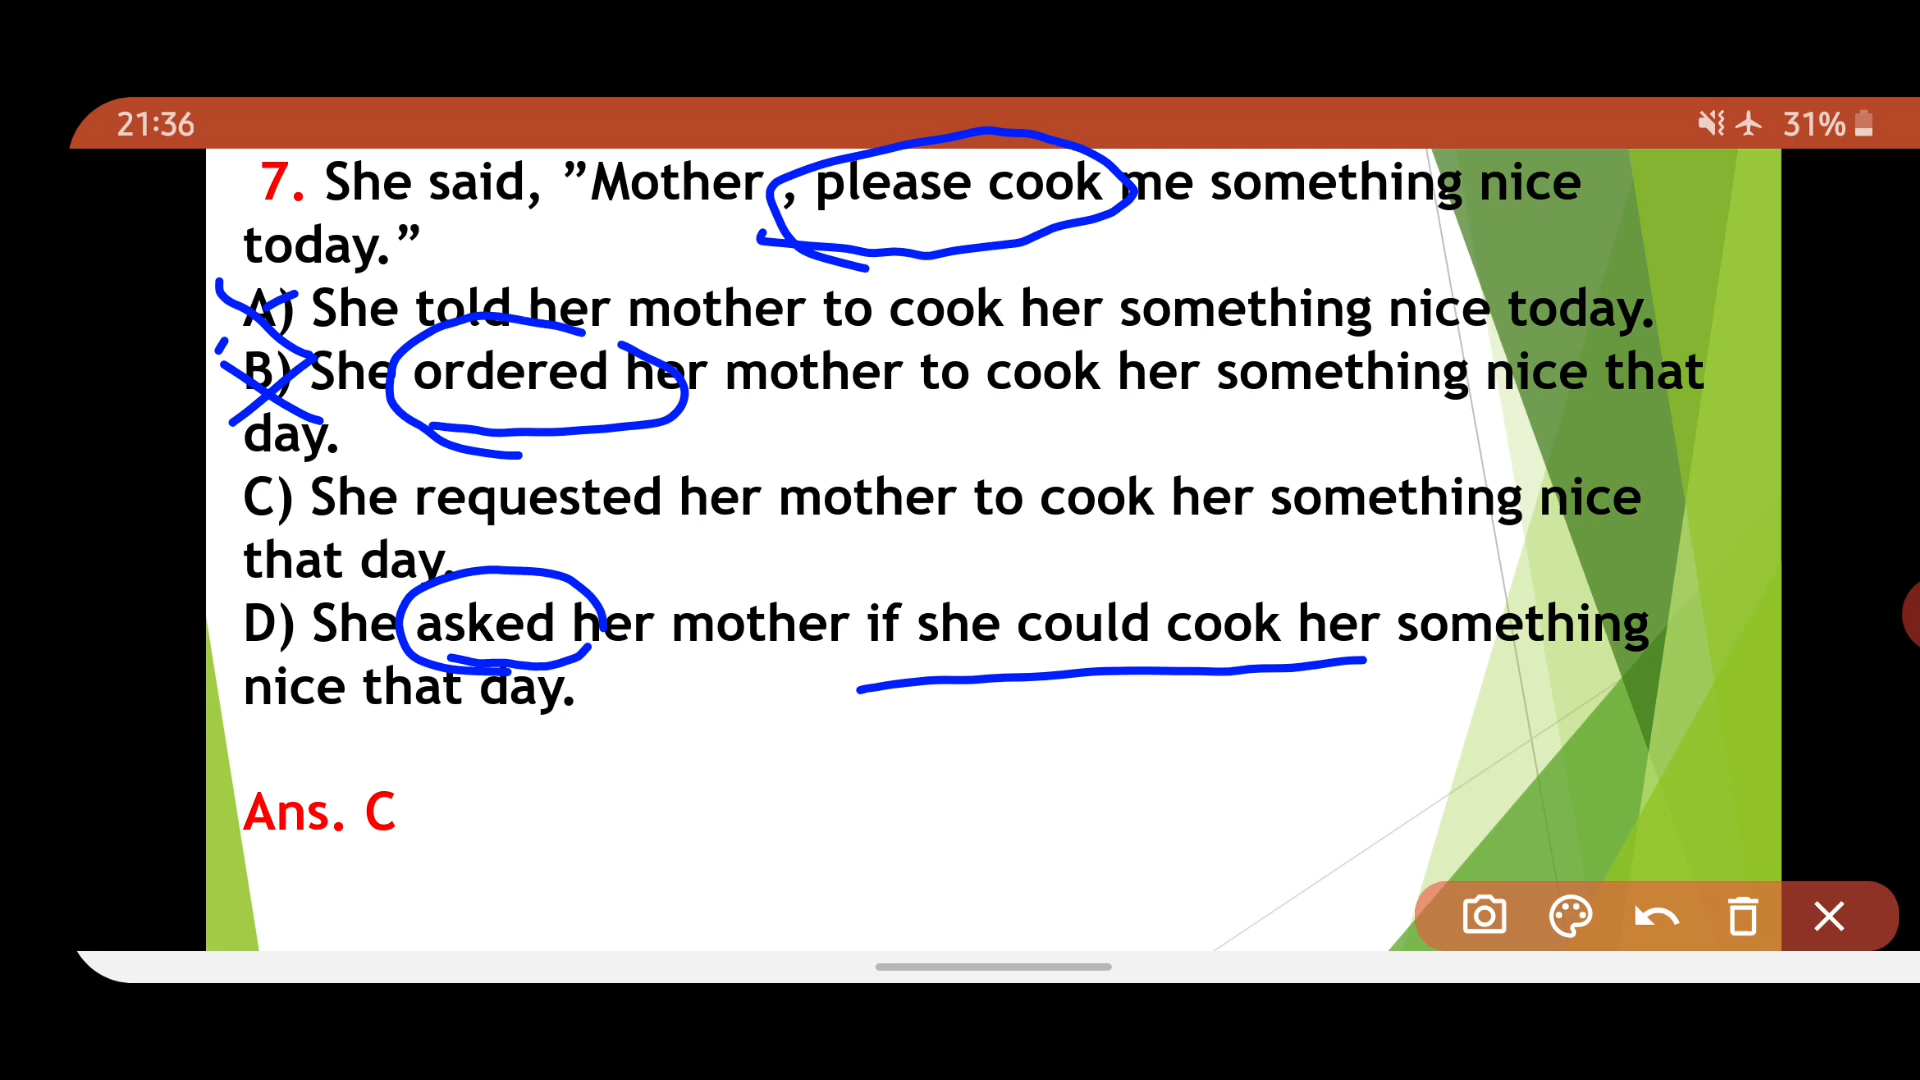 21:36
31%
7. She said, ”Mother , please cook me something nice
today.”
A) She told her mother to cook her something nice today.
B) She ordered her mother to cook her something nice that
day.
C) She requested her mother to cook her something nice
that day.
D) She asked her mother if she could cook her something
nice that day.
Ans. C